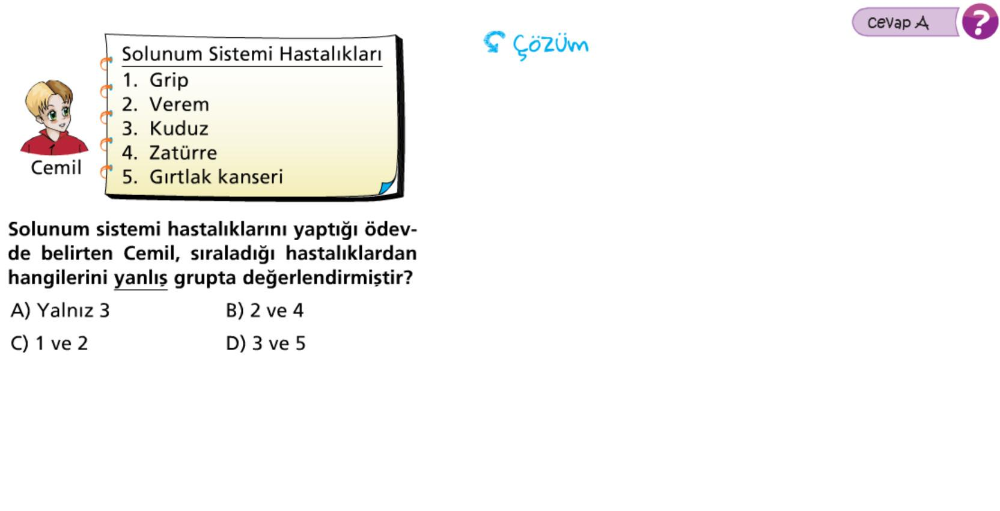 Cevap A
?
Çözüm
Solunum Sistemi Hastalıkları
1. Grip
2. Verem
3. Kuduz
4. Zatürre
5. Gırtlak kanseri
Cemil
Solunum sistemi hastalıklarını yaptığı ödev-
de belirten Cemil, sıraladığı hastalıklardan
hangilerini yanlış grupta değerlendirmiştir?
A) Yalnız 3 B) 2 ve 4
C) 1 ve 2 D) 3 ve 5